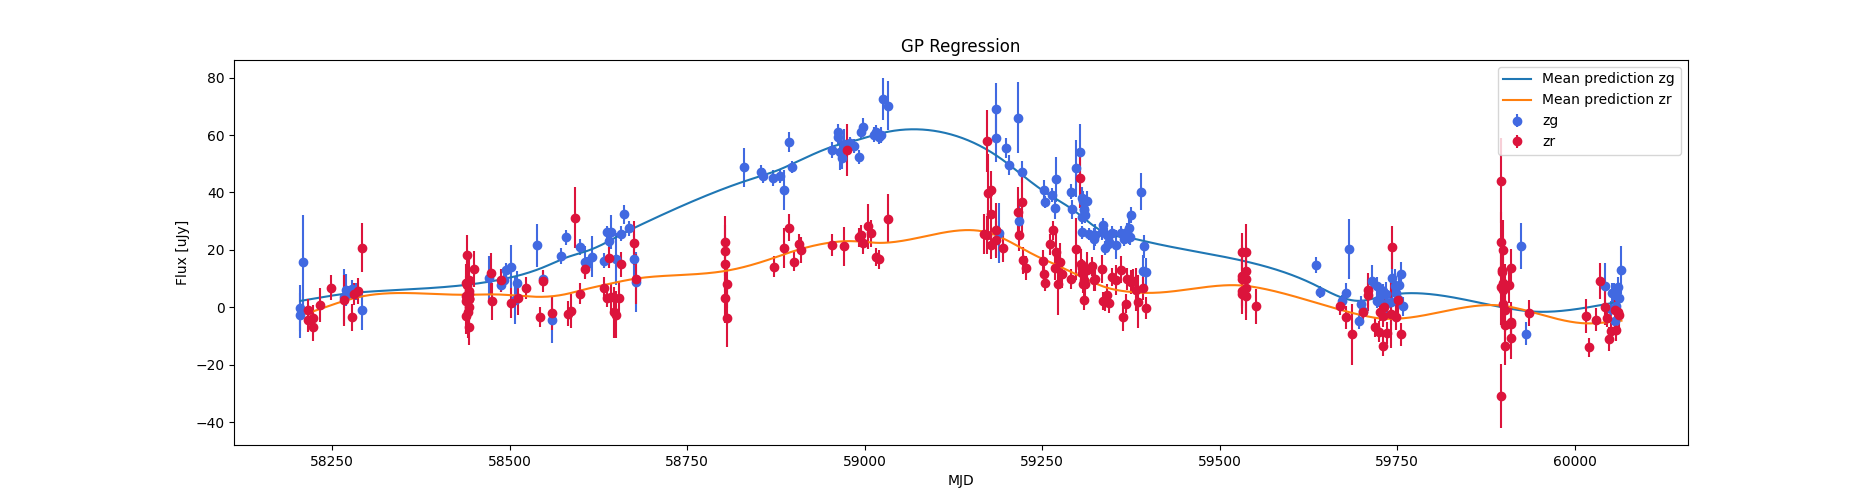 GP Regression
Flux [uJy]
80
60
40
20
0
−20
−40
Mean prediction zg
Mean prediction zr
zg
zr
58250 58500 58750 59000 59250 59500 59750 60000
MJD